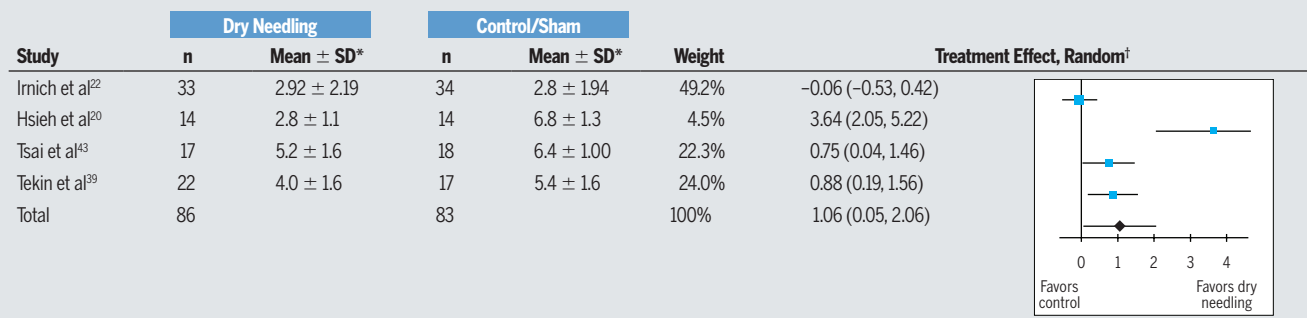 Dry Needling Control/Sham
Study n Mean ± SD* n Mean ± SD* Weight Treatment Effect, Random†
Irnich et al22 33 2.92 ± 2.19 34 2.8 ± 1.94 49.2% –0.06 (–0.53, 0.42)
Hsieh et al20 14 2.8 ± 1.1 14 6.8 ± 1.3 4.5% 3.64 (2.05, 5.22)
Tsai et al43 17 5.2 ± 1.6 18 6.4 ± 1.00 22.3% 0.75 (0.04, 1.46)
Tekin et al39 22 4.0 ± 1.6 17 5.4 ± 1.6 24.0% 0.88 (0.19, 1.56)
Total 86 83 100% 1.06 (0.05, 2.06)
0 1 2 3 4
Favors Favors dry
control needling